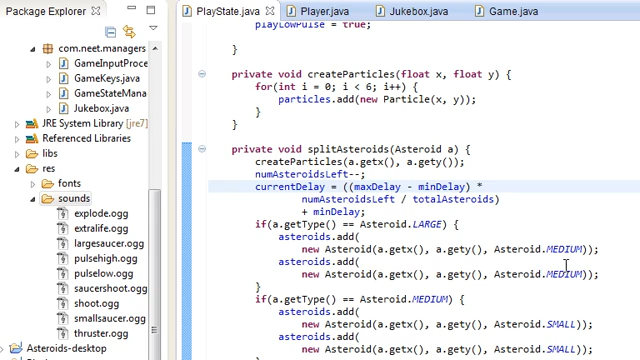 Package Explorer
com.neet.managers
GameInputProce
GameKeys.java
GameStateMana
Jukebox.java
JRE System Library [jre7]
Referenced Libraries
libs
res
fonts
sounds
explode.ogg
extralife.ogg
largesaucer.ogg
pulsehigh.ogg
pulselow.ogg
saucershoot.ogg
shoot.ogg
smallsaucer.ogg
thruster.ogg
Asteroids-desktop
PlayState.java
Player.java
Jukebox.java
Game.java
playLowPulse = true;
}
private void createParticles(float x, float y) {
for(int i = 0; i < 6; i++) {
particles.add(new Particle(x, y));
}
}
private void splitAsteroids(Asteroid a) {
createParticles(a.getx(), a.gety());
numAsteroidsLeft--;
currentDelay = ((maxDelay - minDelay) *
numAsteroidsLeft / totalAsteroids)
+ minDelay;
if(a.getType() == Asteroid.LARGE) {
asteroids.add(
new Asteroid(a.getx(), a.gety(), Asteroid.MEDIUM));
asteroids.add(
new Asteroid(a.getx(), a.gety(), Asteroid.MEDIUM));
}
if(a.getType() == Asteroid.MEDIUM) {
asteroids.add(
new Asteroid(a.getx(), a.gety(), Asteroid.SMALL));
asteroids.add(
new Asteroid(a.getx(), a.gety(), Asteroid.SMALL));